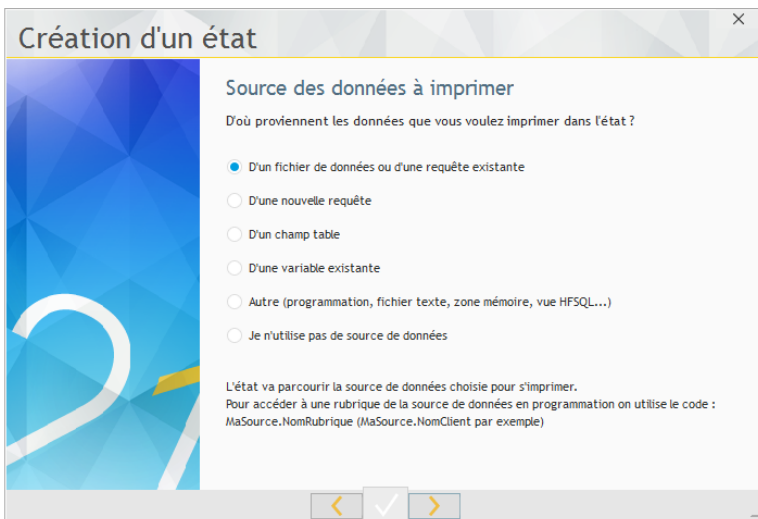 Création d'un état
Source des données à imprimer
D'où proviennent les données que vous voulez imprimer dans l'état ?
D'un fichier de données ou d'une requête existante
D'une nouvelle requête
D'un champ table
D'une variable existante
Autre (programmation, fichier texte, zone mémoire, vue HFSQL...)
Je n'utilise pas de source de données
L'état va parcourir la source de données choisie pour s'imprimer.
Pour accéder à une rubrique de la source de données en programmation on utilise le code :
MaSource.NomRubrique (MaSource.NomClient par exemple)